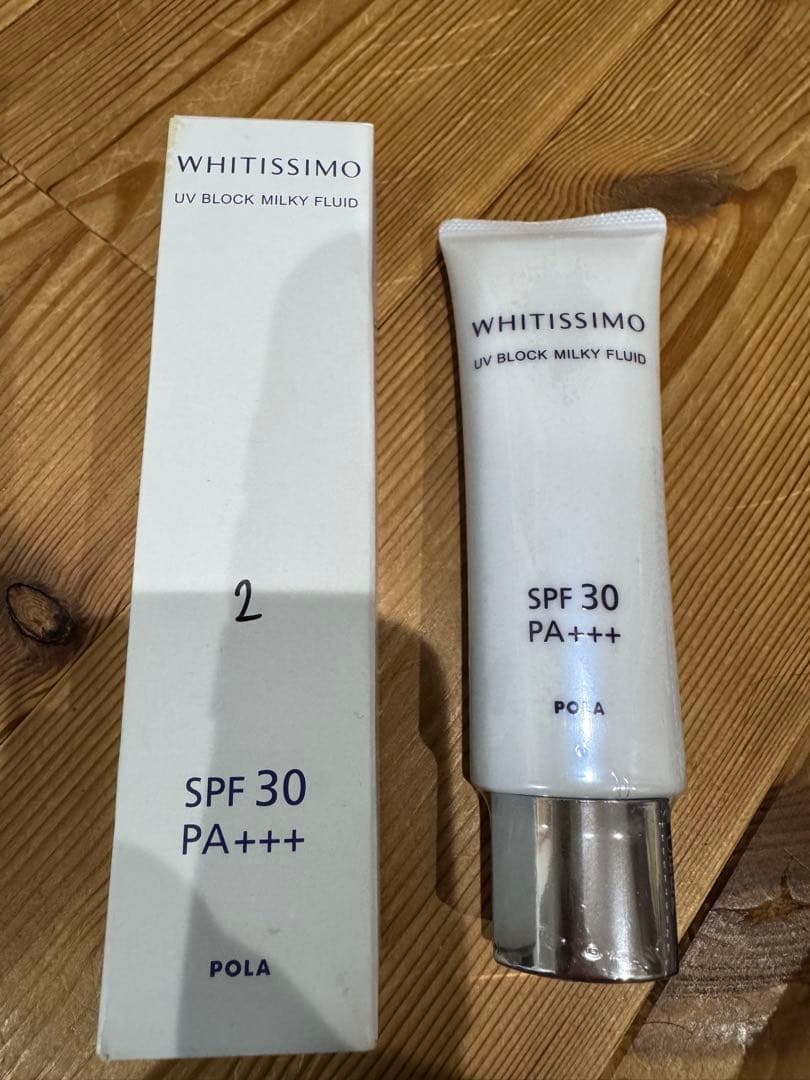 WHITISSIMO
UV BLOCK MILKY FLUID
2
SPF 30
PA+++
POLA
WHITISSIMO
UV BLOCK MILKY FLUID
SPF 30
PA+++
POLA